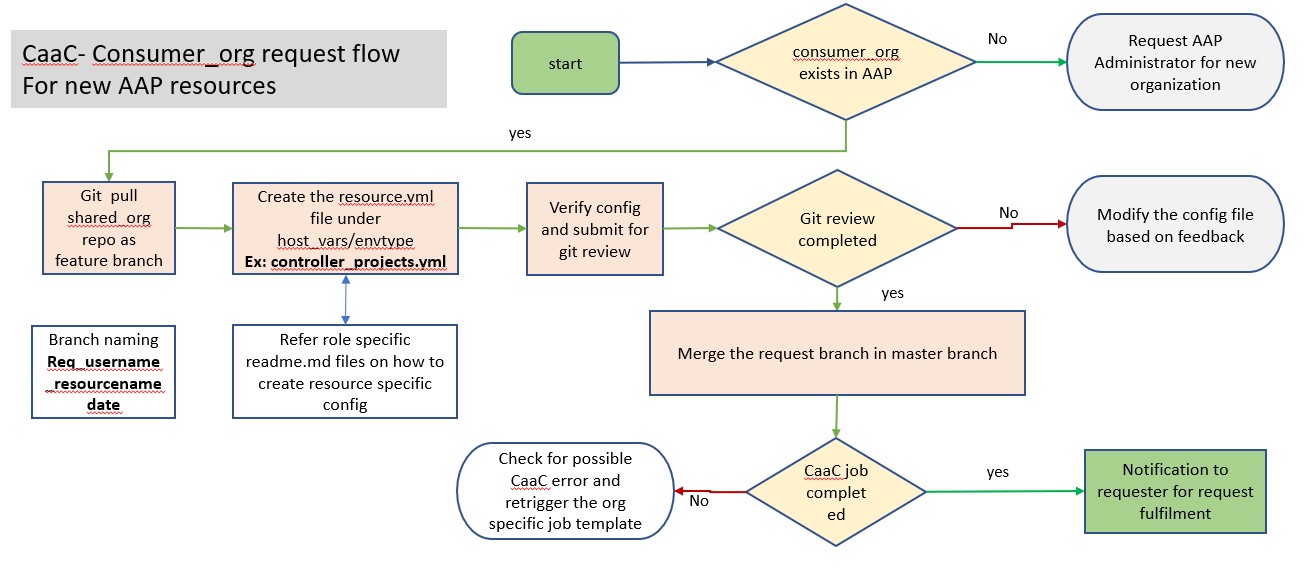 CaaC- Consumer_org request flow
For new AAP resources
start
consumer_org
exists in AAP
No
Request AAP
Administrator for new
organization
yes
Git  pull
shared_org
repo as
feature branch
Create the resource.yml
file under
host_vars/envtype
Ex: controller_projects.yml
Verify config
and submit for
git review
Git review
completed
No
Modify the config file
based on feedback
yes
Branch naming
Req_username
_resourcename
date
Refer role specific
readme.md files on how to
create resource specific
config
Merge the request branch in master branch
Check for possible
CaaC error and
retrigger the org
specific job template
No
CaaC job
complet
ed
yes
Notification to
requester for request
fulfilment